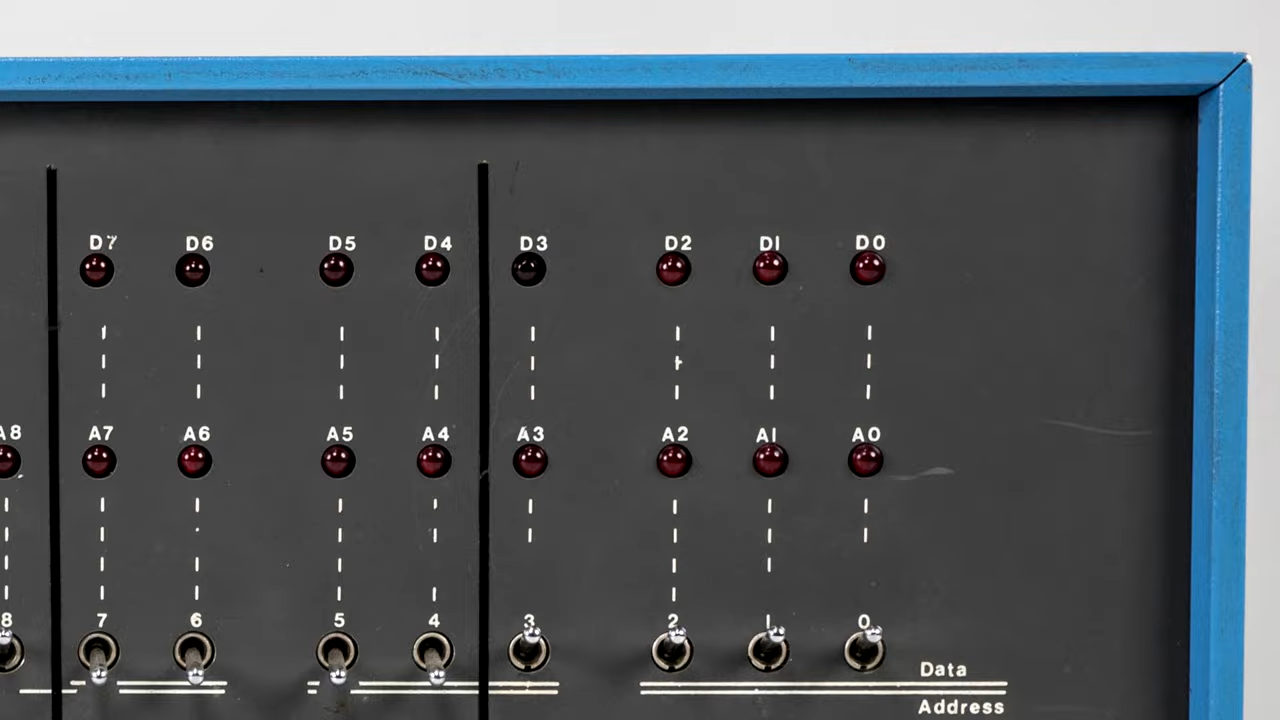 D7 D6 D5 D4 D3 D2 D1 D0
A8 A7 A6 A5 A4 A3 A2 A1 A0
8 7 6 5 4 3 2 1 0
Data
Address